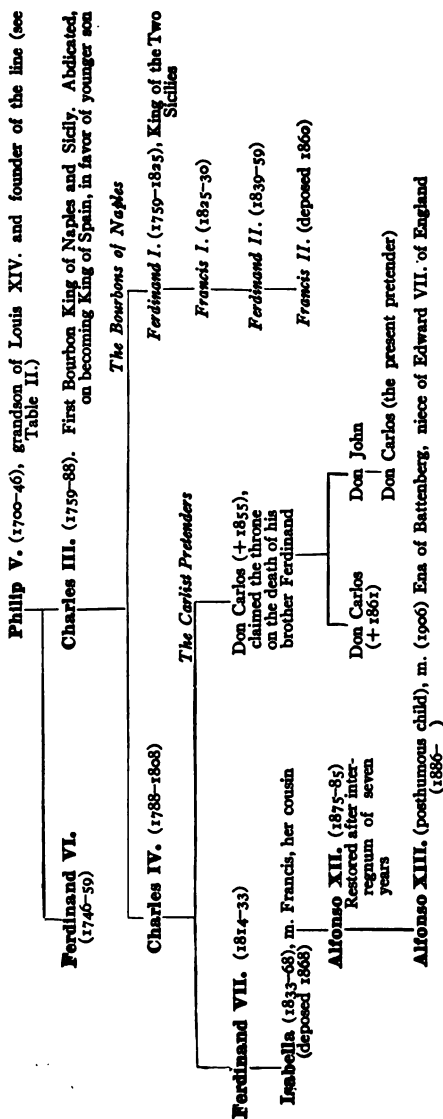 Philip V. (1700-46), grandson of Louis XIV. and founder of the line (see
Table II.)
Ferdinand VI.
(1746-59)
Charles III. (1759-88). First Bourbon King of Naples and Sicily. Abdicated,
on becoming King of Spain, in favor of younger son
The Bourbons of Naples
Charles IV. (1788-1808)
Ferdinand I. (1759-1825), King of the Two
Sicilies
The Carlist Pretenders
Francis I. (1825-30)
Ferdinand VII. (1814-33)
Don Carlos (+1855),
claimed the throne
on the death of his
brother Ferdinand
Ferdinand II. (1839-59)
Isabella (1833-68), m. Francis, her cousin
(deposed 1868)
Francis II. (deposed 1860)
Alfonso XII. (1875-85)
Restored after inter-
regnum of seven
years
Don Carlos
(+1861)
Don John
Don Carlos (the present pretender)
Alfonso XIII. (posthumous child), m. (1906) Ena of Battenberg, niece of Edward VII. of England
(1886- )